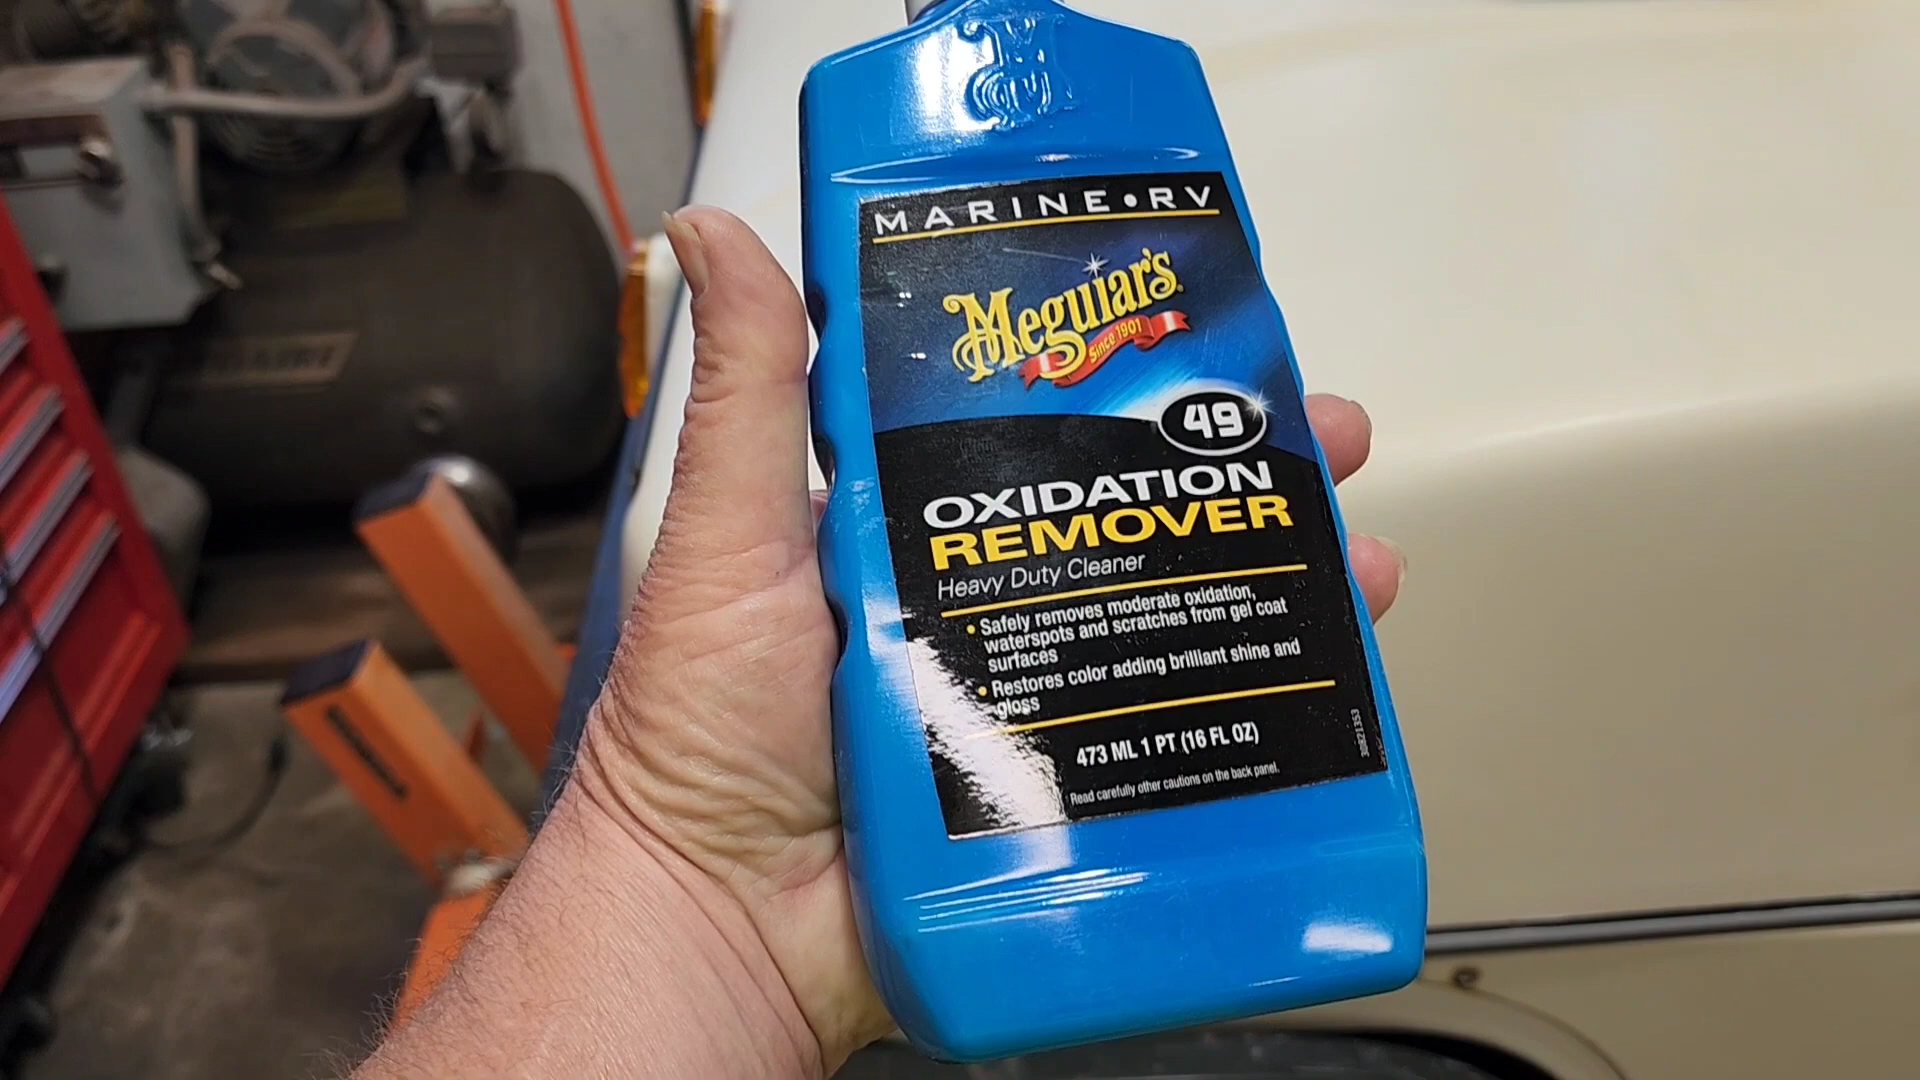 MARINE • RV
Meguiar's
Since 1901
49
OXIDATION
REMOVER
Heavy Duty Cleaner
• Safely removes moderate oxidation,
waterspots and scratches from gel coat
surfaces
• Restores color adding brilliant shine and
gloss
473 ML 1 PT (16 FL OZ)
Read carefully other cautions on the back panel.